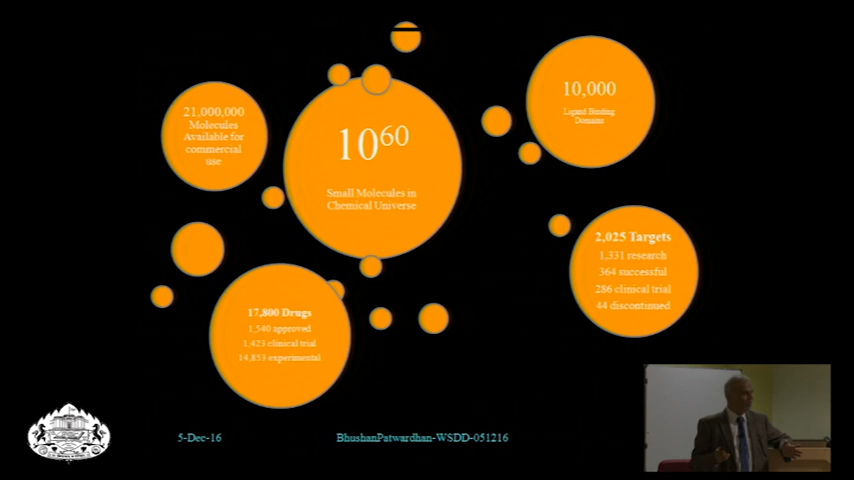 21,000,000
Molecules
Available for
commercial
use
10^60
Small Molecules in
Chemical Universe
10,000
Ligand Binding
Domains
2,025 Targets
1,331 research
364 successful
286 clinical trial
44 discontinued
17,800 Drugs
1,540 approved
1,423 clinical trial
14,853 experimental
5-Dec-16
BhushanPatwardhan-WSDD-051216